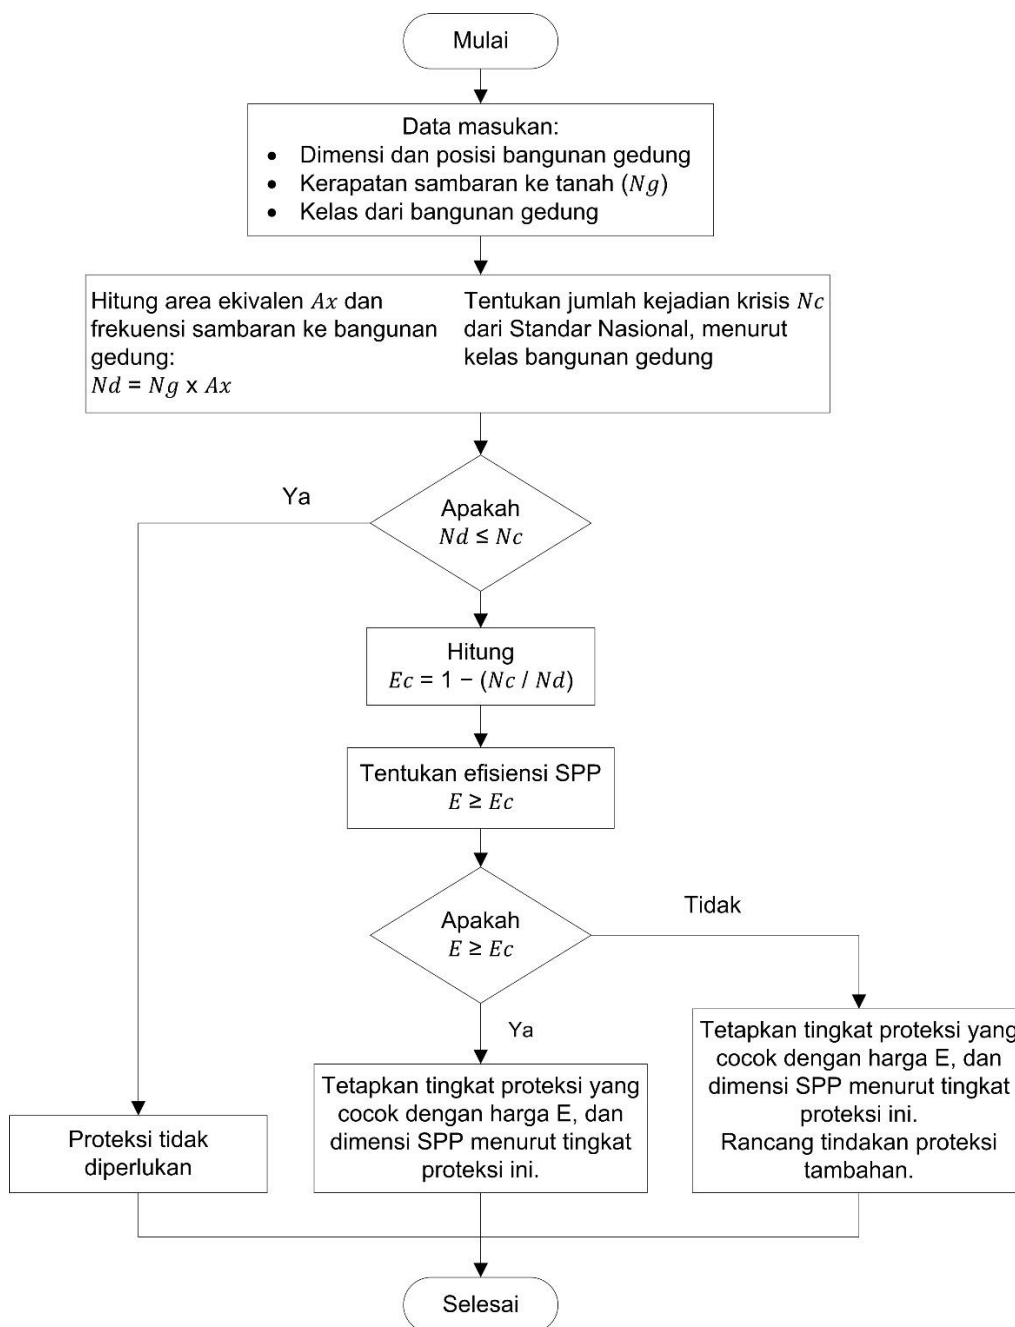 Mulai
Data masukan:
• Dimensi dan posisi bangunan gedung
• Kerapatan sambaran ke tanah (Ng)
• Kelas dari bangunan gedung
Hitung area ekivalen Ax dan
frekuensi sambaran ke bangunan
gedung:
Nd = Ng x Ax
Tentukan jumlah kejadian krisis Nc
dari Standar Nasional, menurut
kelas bangunan gedung
Ya
Apakah
Nd ≤ Nc
Hitung
Ec = 1 − (Nc / Nd)
Tentukan efisiensi SPP
E ≥ Ec
Apakah
E ≥ Ec
Tidak
Ya
Proteksi tidak
diperlukan
Tetapkan tingkat proteksi yang
cocok dengan harga E, dan
dimensi SPP menurut tingkat
proteksi ini.
Tetapkan tingkat proteksi yang
cocok dengan harga E, dan
dimensi SPP menurut tingkat
proteksi ini.
Rancang tindakan proteksi
tambahan.
Selesai